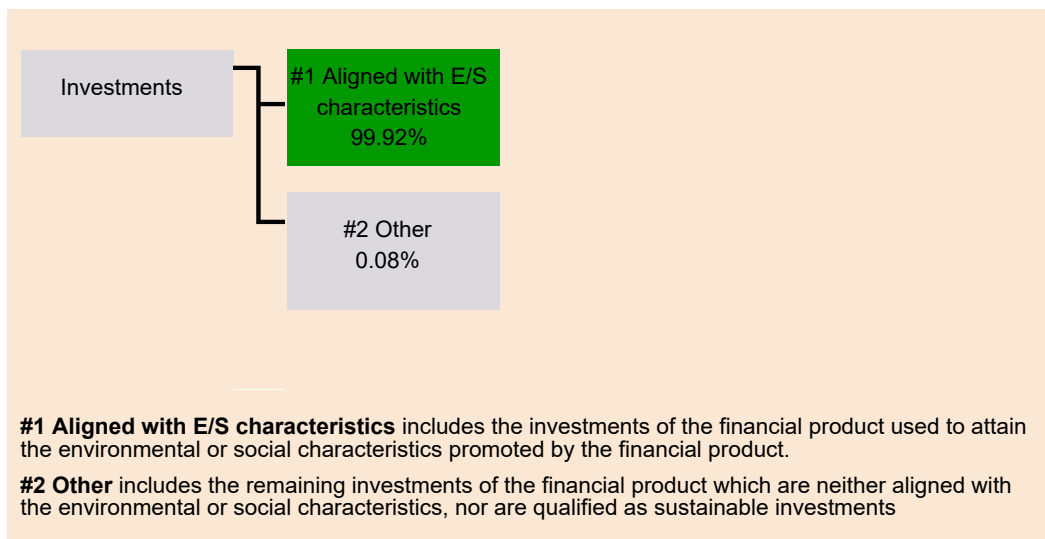 Investments
#1 Aligned with E/S
characteristics
99.92%
#2 Other
0.08%
#1 Aligned with E/S characteristics includes the investments of the financial product used to attain
the environmental or social characteristics promoted by the financial product.
#2 Other includes the remaining investments of the financial product which are neither aligned with
the environmental or social characteristics, nor are qualified as sustainable investments